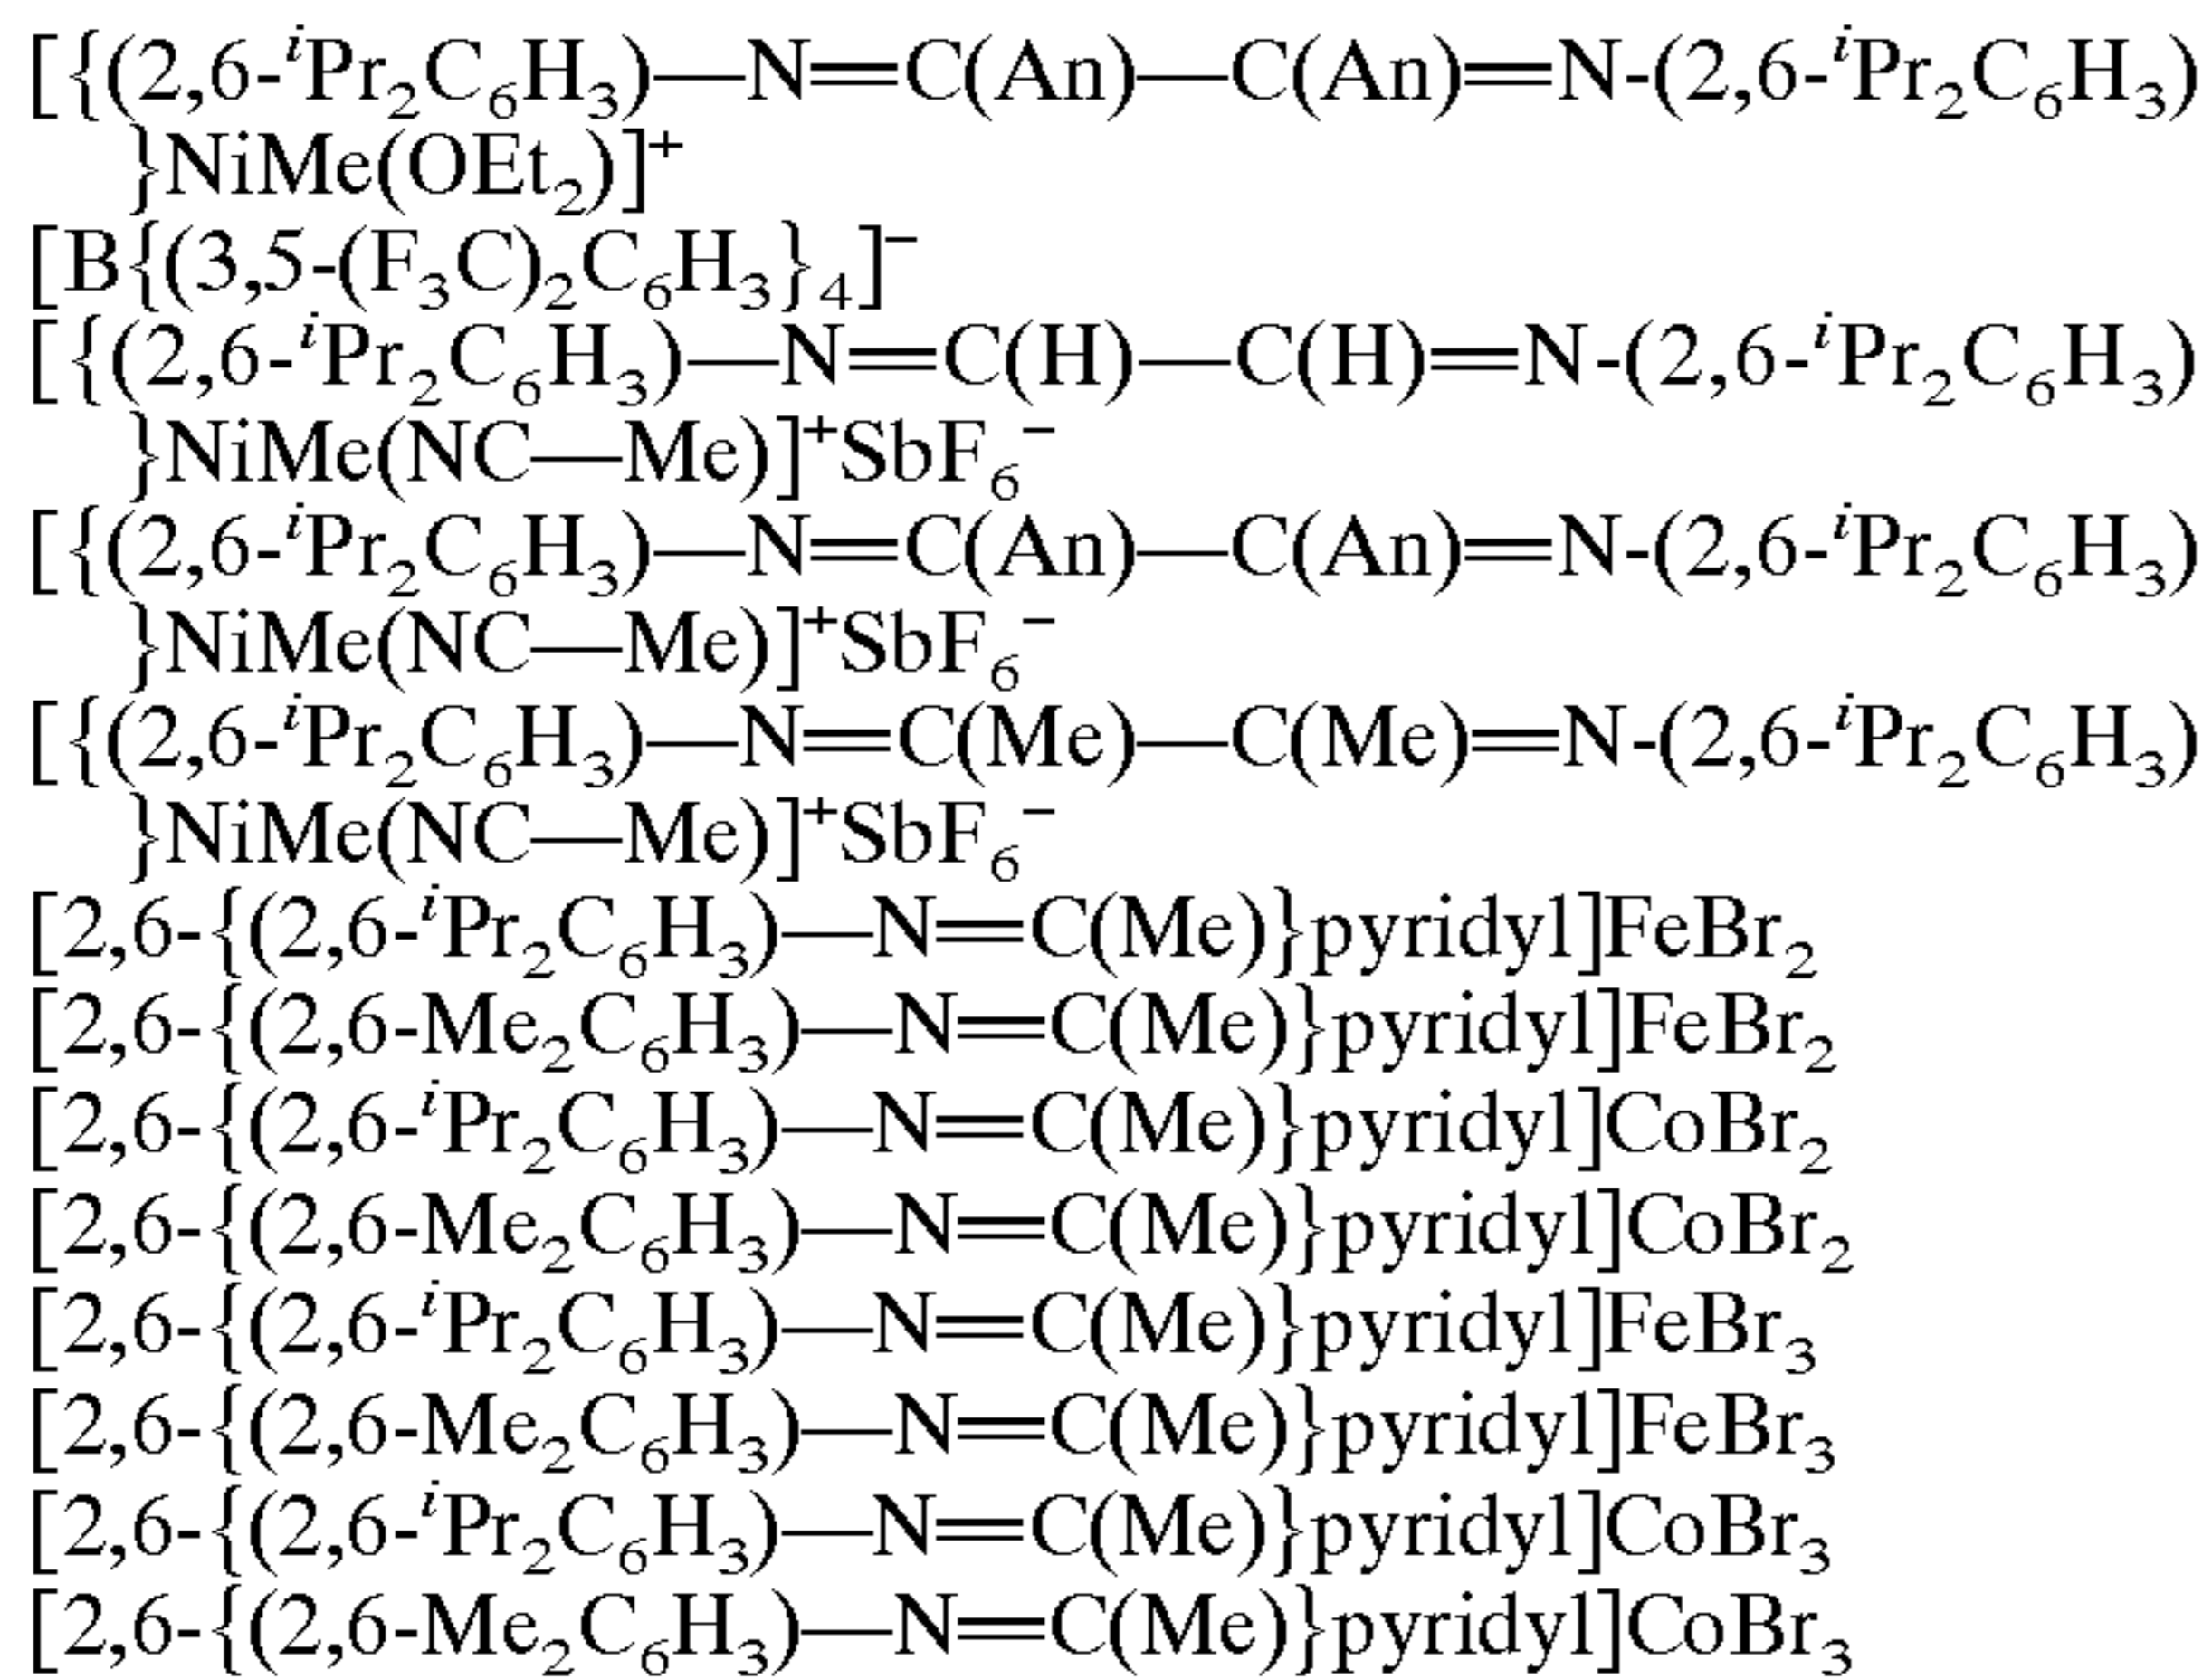 [{(2,6-ⁱPr₂C₆H₃)—N═C(An)—C(An)═N-(2,6-ⁱPr₂C₆H₃)
}NiMe(OEt₂)]⁺
[B{(3,5-(F₃C)₂C₆H₃}₄]⁻
[{(2,6-ⁱPr₂C₆H₃)—N═C(H)—C(H)═N-(2,6-ⁱPr₂C₆H₃)
}NiMe(NC—Me)]⁺SbF₆⁻
[{(2,6-ⁱPr₂C₆H₃)—N═C(An)—C(An)═N-(2,6-ⁱPr₂C₆H₃)
}NiMe(NC—Me)]⁺SbF₆⁻
[{(2,6-ⁱPr₂C₆H₃)—N═C(Me)—C(Me)═N-(2,6-ⁱPr₂C₆H₃)
}NiMe(NC—Me)]⁺SbF₆⁻
[2,6-{(2,6-ⁱPr₂C₆H₃)—N═C(Me)}pyridyl]FeBr₂
[2,6-{(2,6-Me₂C₆H₃)—N═C(Me)}pyridyl]FeBr₂
[2,6-{(2,6-ⁱPr₂C₆H₃)—N═C(Me)}pyridyl]CoBr₂
[2,6-{(2,6-Me₂C₆H₃)—N═C(Me)}pyridyl]CoBr₂
[2,6-{(2,6-ⁱPr₂C₆H₃)—N═C(Me)}pyridyl]FeBr₃
[2,6-{(2,6-Me₂C₆H₃)—N═C(Me)}pyridyl]FeBr₃
[2,6-{(2,6-ⁱPr₂C₆H₃)—N═C(Me)}pyridyl]CoBr₃
[2,6-{(2,6-Me₂C₆H₃)—N═C(Me)}pyridyl]CoBr₃